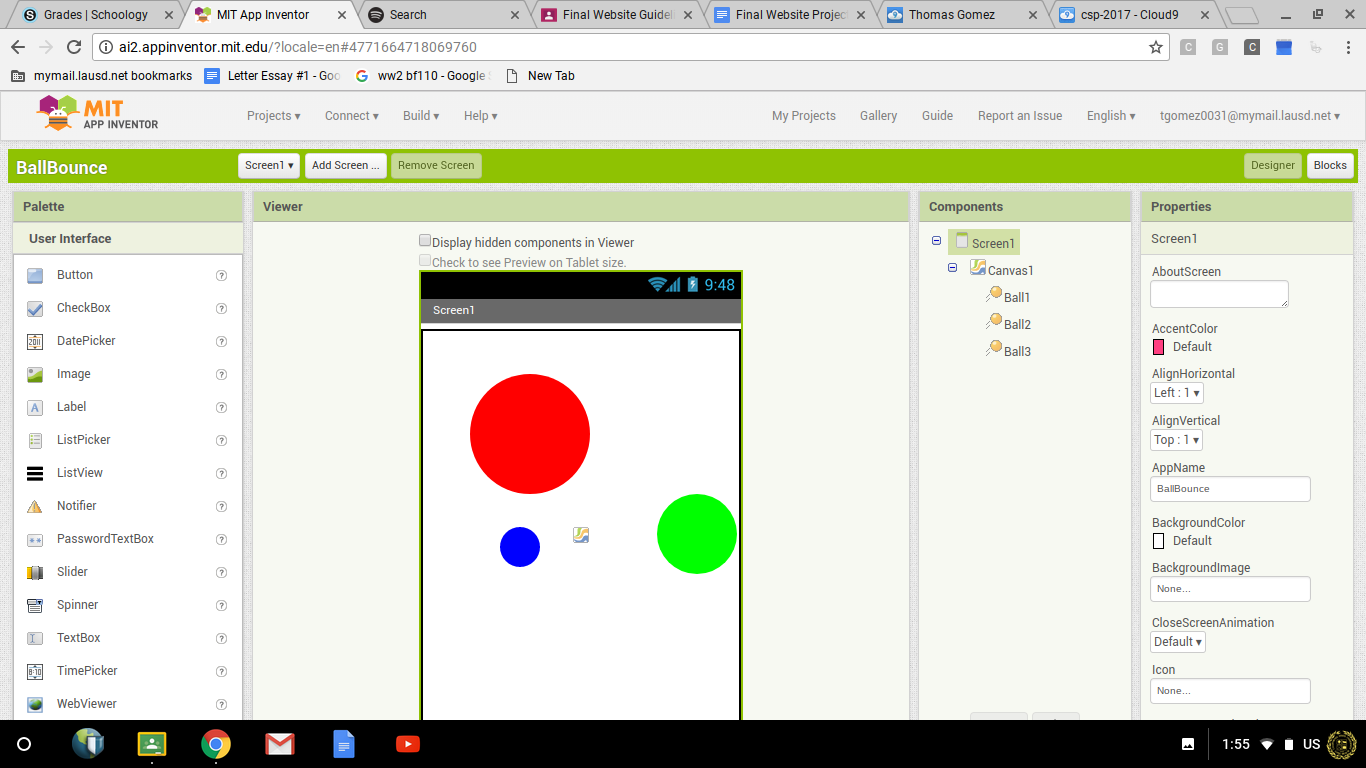 Grades | Schoology
MIT App Inventor
Search
Final Website Guideli
Final Website Project
Thomas Gomez
csp-2017 - Cloud9
ai2.appinventor.mit.edu/?locale=en#4771664718069760
mymail.lausd.net bookmarks
Letter Essay #1 - Goo
ww2 bf110 - Google S
New Tab
MIT
APP INVENTOR
Projects ▾
Connect ▾
Build ▾
Help ▾
My Projects
Gallery
Guide
Report an Issue
English ▾
tgomez0031@mymail.lausd.net ▾
BallBounce
Screen1 ▾
Add Screen ...
Remove Screen
Designer
Blocks
Palette
User Interface
Button
CheckBox
DatePicker
Image
Label
ListPicker
ListView
Notifier
PasswordTextBox
Slider
Spinner
TextBox
TimePicker
WebViewer
Viewer
Display hidden components in Viewer
Check to see Preview on Tablet size.
9:48
Screen1
Components
Screen1
Canvas1
Ball1
Ball2
Ball3
Properties
Screen1
AboutScreen
AccentColor
Default
AlignHorizontal
Left : 1 ▾
AlignVertical
Top : 1 ▾
AppName
BallBounce
BackgroundColor
Default
BackgroundImage
None...
CloseScreenAnimation
Default ▾
Icon
None...
1:55
US